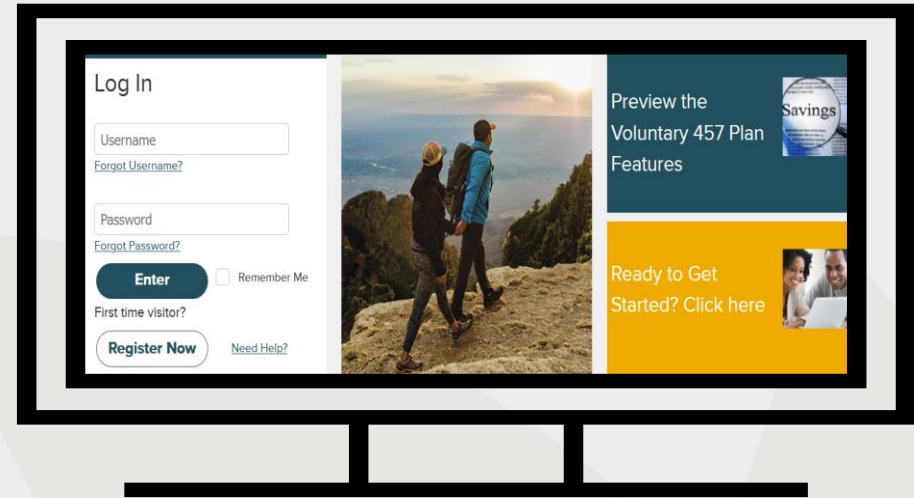 Log In
Username
Forgot Username?
Password
Forgot Password?
Enter
Remember Me
First time visitor?
Register Now
Need Help?
Preview the
Voluntary 457 Plan
Features
Savings
Ready to Get
Started? Click here